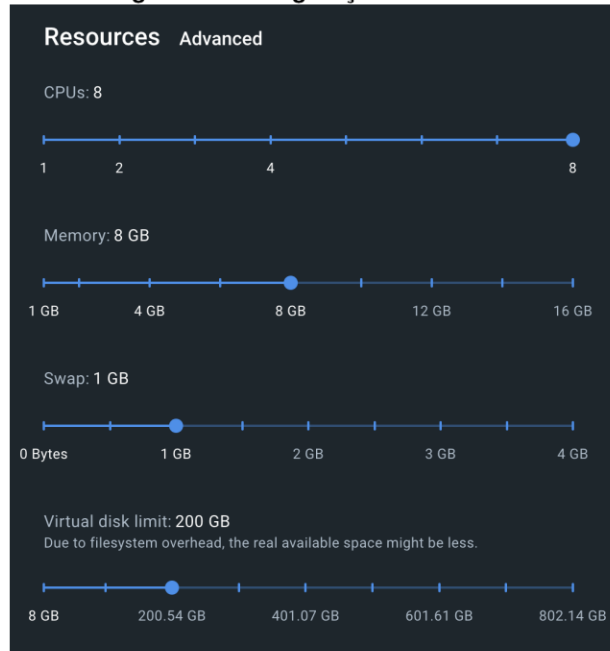 Resources Advanced
CPUs: 8
1 2 4 8
Memory: 8 GB
1 GB 4 GB 8 GB 12 GB 16 GB
Swap: 1 GB
0 Bytes 1 GB 2 GB 3 GB 4 GB
Virtual disk limit: 200 GB
Due to filesystem overhead, the real available space might be less.
8 GB 200.54 GB 401.07 GB 601.61 GB 802.14 GB